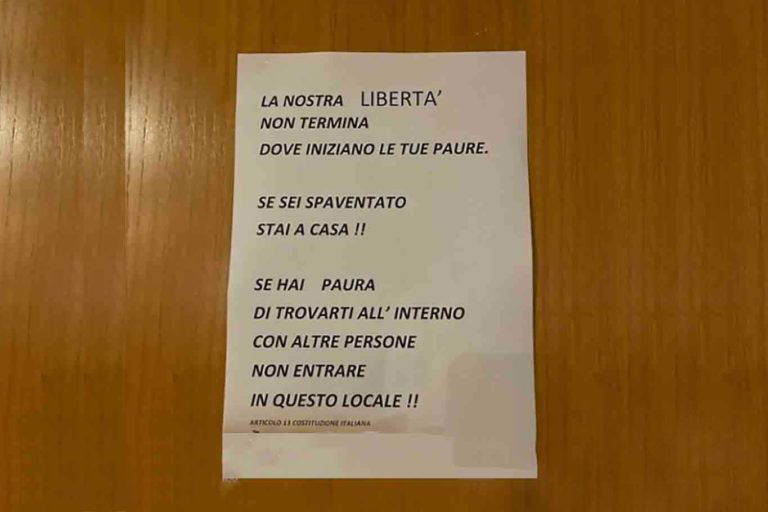 LA NOSTRA LIBERTA’
NON TERMINA
DOVE INIZIANO LE TUE PAURE.
SE SEI SPAVENTATO
STAI A CASA !!
SE HAI PAURA
DI TROVARTI ALL’ INTERNO
CON ALTRE PERSONE
NON ENTRARE
IN QUESTO LOCALE !!
ARTICOLO 13 COSTITUZIONE ITALIANA